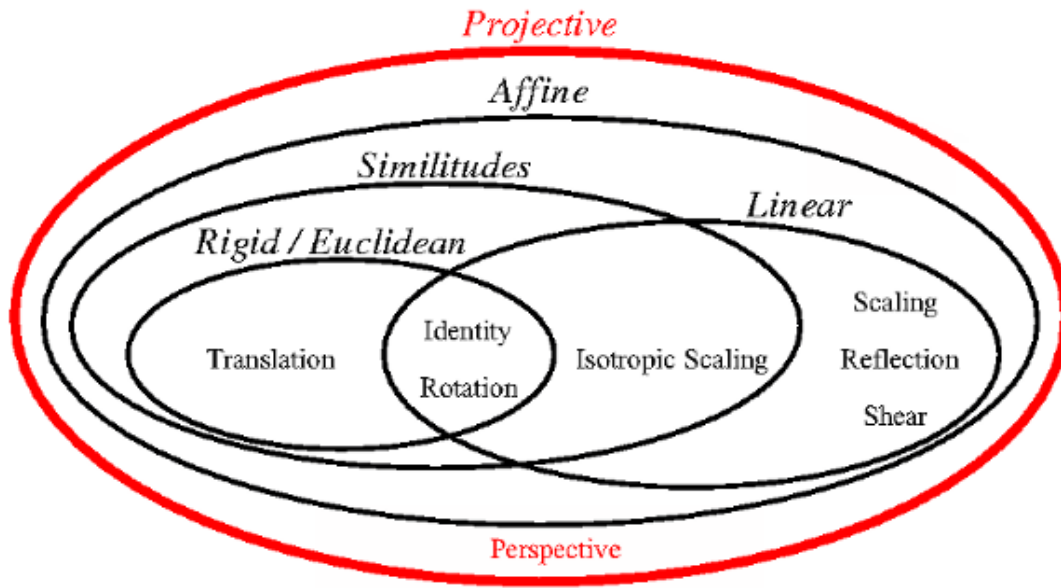 Projective
Affine
Similitudes
Linear
Rigid / Euclidean
Scaling
Identity
Translation
Isotropic Scaling
Reflection
Rotation
Shear
Perspective